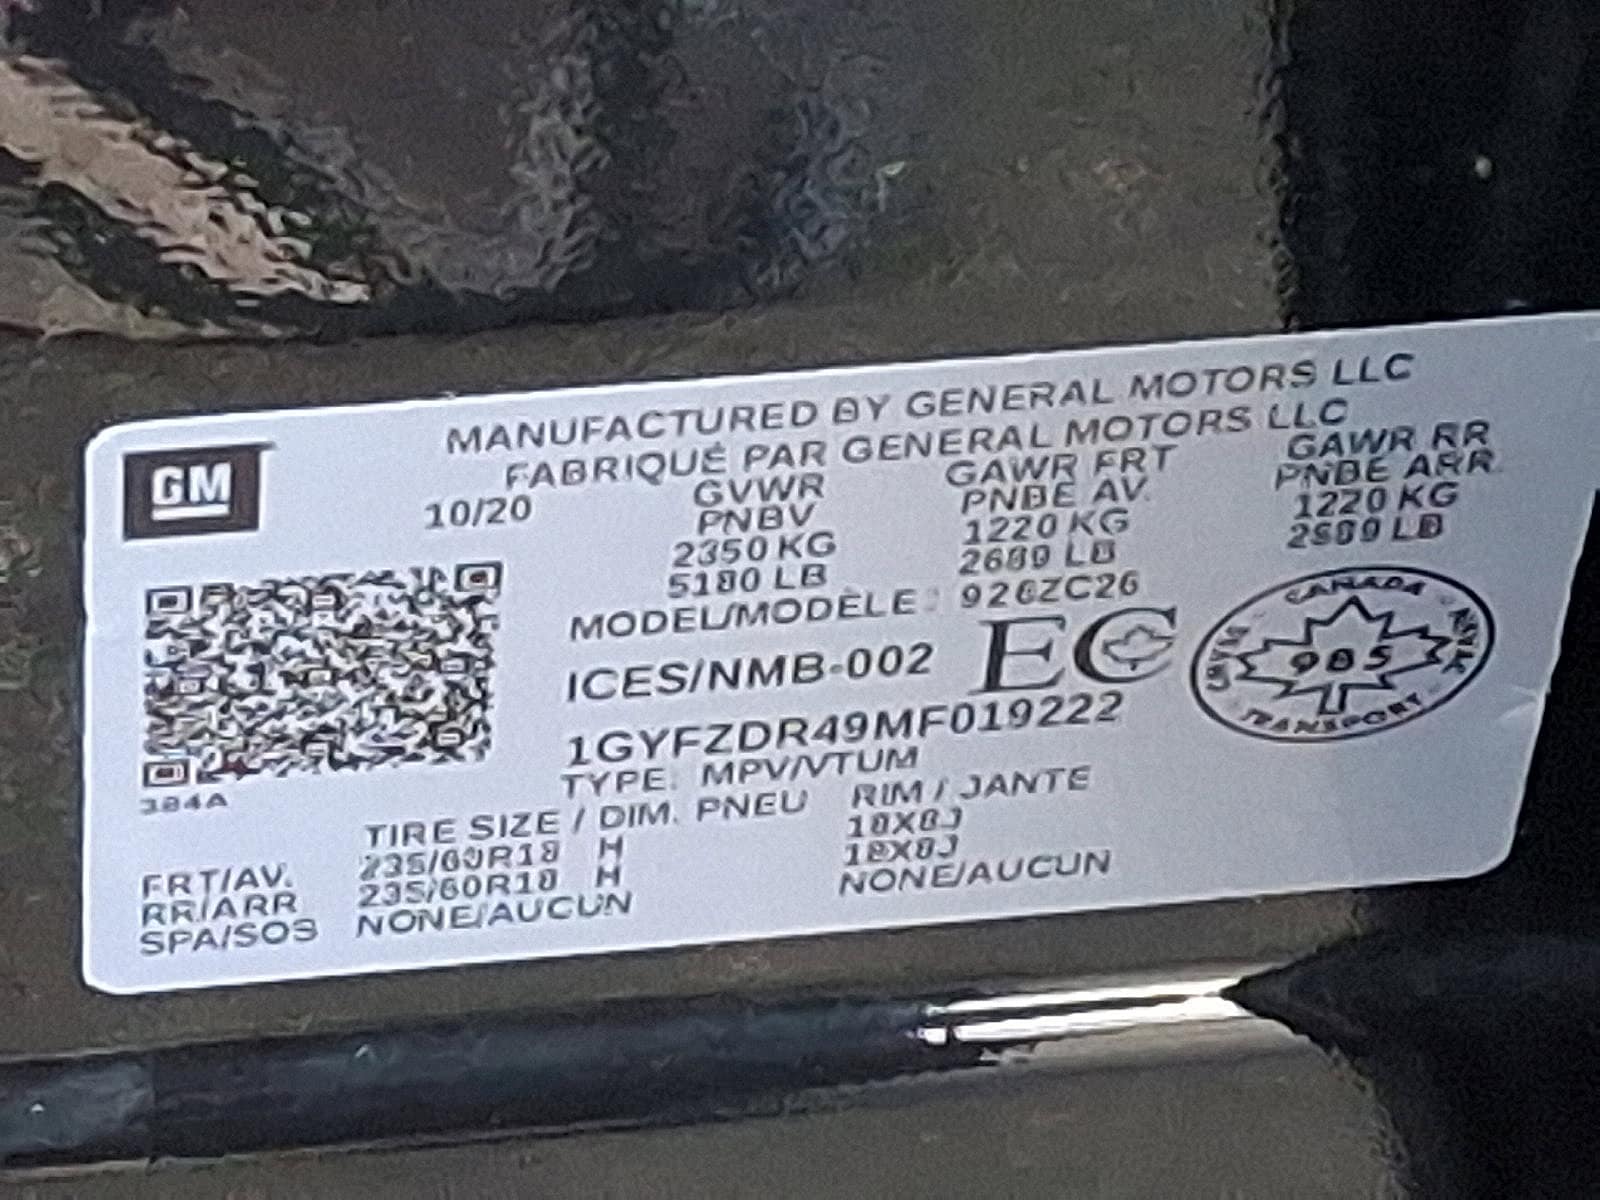 MANUFACTURED BY GENERAL MOTORS LLC
FABRIQUÉ PAR GENERAL MOTORS LLC
GM
10/20
GVWR GAWR FRT GAWR RR
PNBV PNBE AV. PNBE ARR.
2350 KG 1220 KG 1220 KG
5180 LB 2689 LB 2689 LB
MODEL/MODÈLE: 926ZC26
ICES/NMB-002 EC
CANADA
985
TRANSPORT
1GYFZDR49MF019222
TYPE: MPV/VTUM
384A
TIRE SIZE / DIM. PNEU RIM / JANTE
FRT/AV. 235/60R18 H 18X8J
RR/ARR 235/60R18 H 18X8J
SPA/SOS NONE/AUCUN NONE/AUCUN